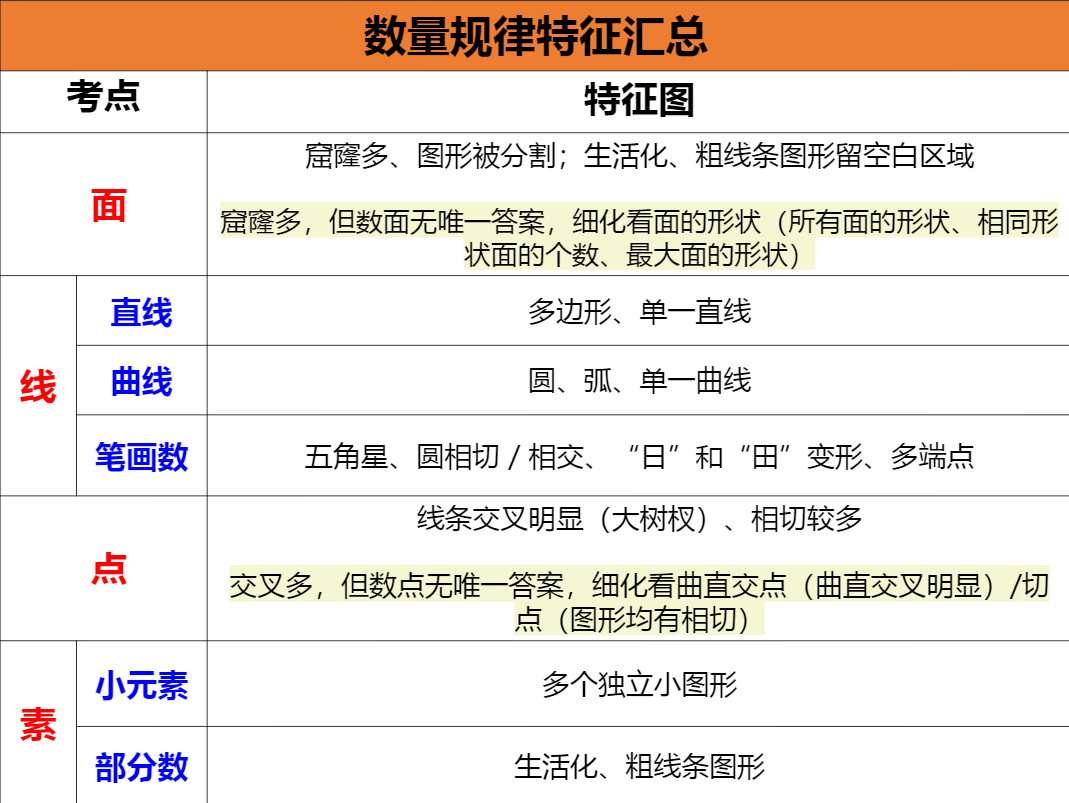 数量规律特征汇总
考点
特征图
面
窟窿多、图形被分割；生活化、粗线条图形留空白区域
窟窿多，但数面无唯一答案，细化看面的形状（所有面的形状、相同形
状面的个数、最大面的形状）
线
直线
多边形、单一直线
曲线
圆、弧、单一曲线
笔画数
五角星、圆相切 / 相交、“日”和“田”变形、多端点
点
线条交叉明显（大树杈）、相切较多
交叉多，但数点无唯一答案，细化看曲直交点（曲直交叉明显）/切
点（图形均有相切）
素
小元素
多个独立小图形
部分数
生活化、粗线条图形